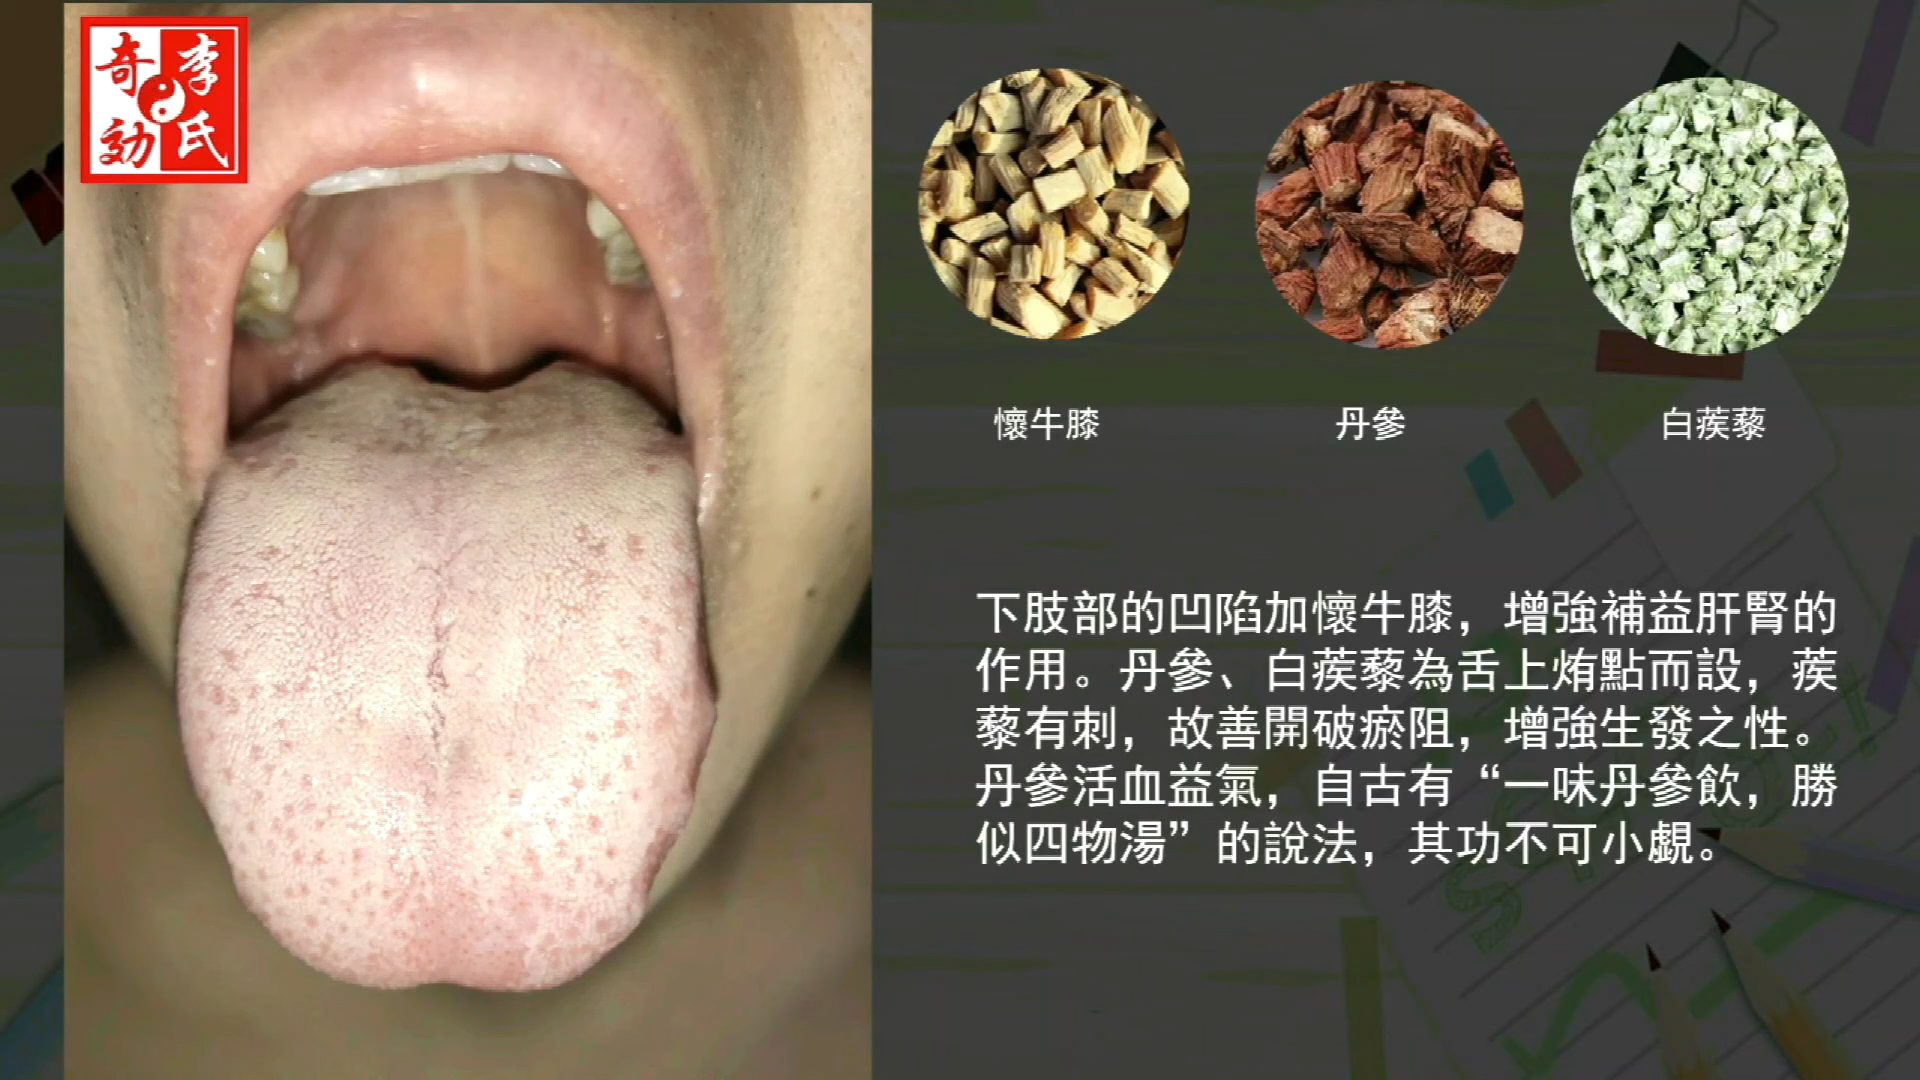 李氏
奇効
懷牛膝
丹參
白蒺藜
下肢部的凹陷加懷牛膝，增強補益肝腎的
作用。丹參、白蒺藜為舌上烠點而設，蒺
藜有刺，故善開破瘀阻，增強生發之性。
丹參活血益氣，自古有“一味丹參飲，勝
似四物湯”的說法，其功不可小覷。